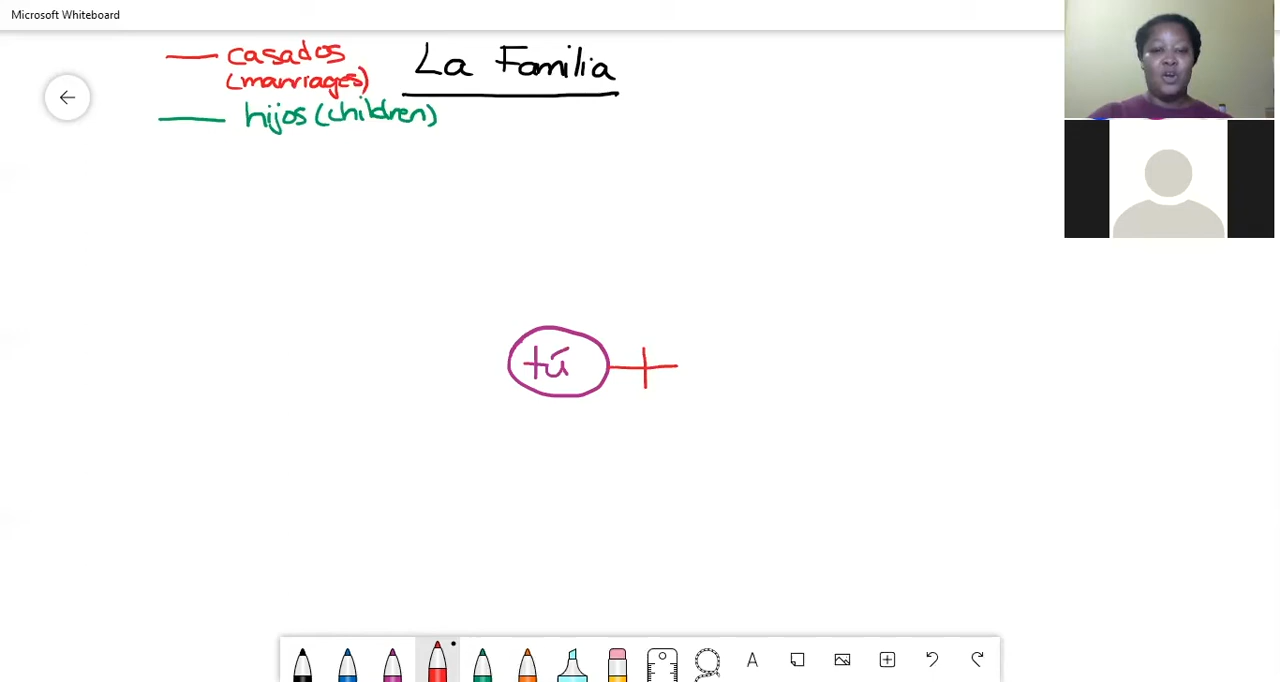 Microsoft Whiteboard
casados
(marriages)
La Familia
hijos (children)
tú
A